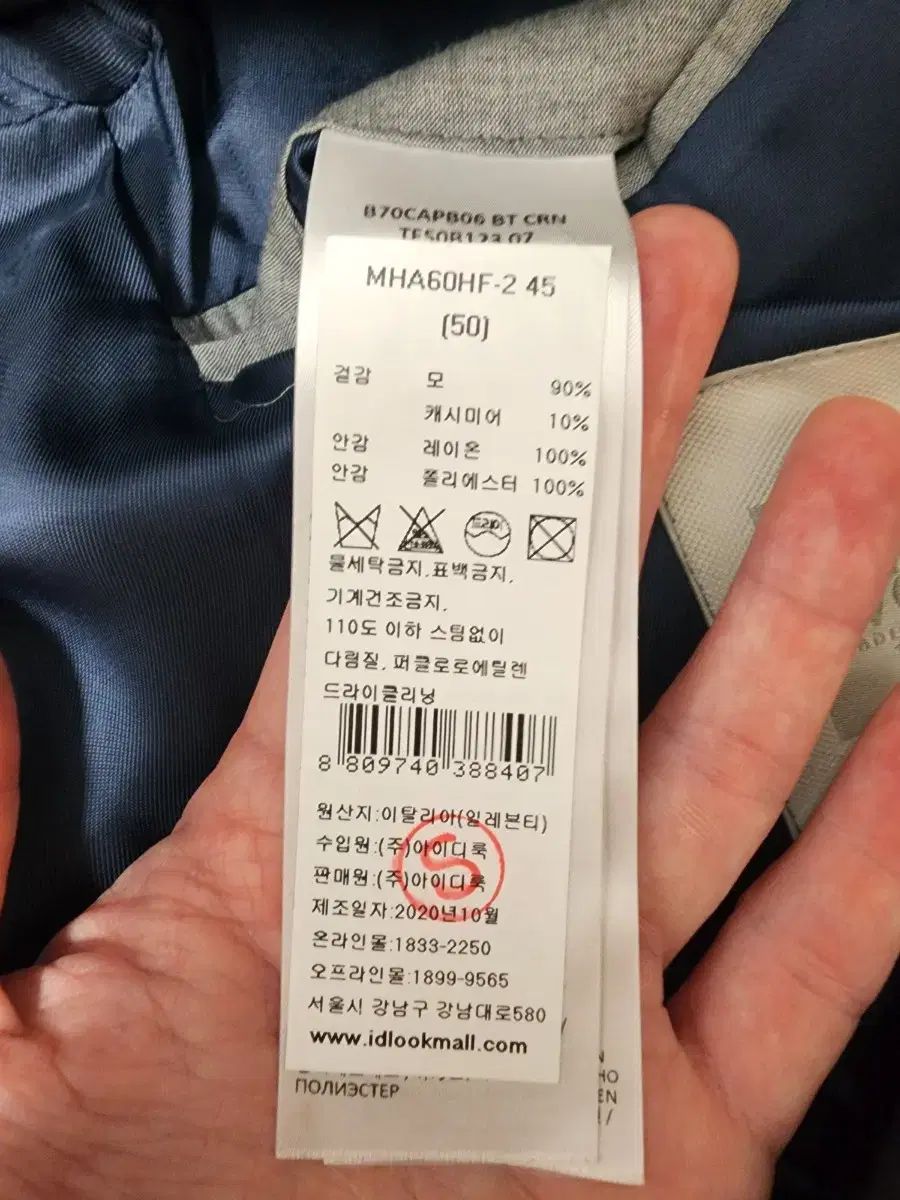 B70CAPB06 BT CRN
TES0B123 07
MHA60HF-2 45
(50)
겉감 모 90%
캐시미어 10%
안감 레이온 100%
안감 폴리에스터 100%
드라이
물세탁금지,표백금지,
기계건조금지,
110도 이하 스팀없이
다림질, 퍼클로로에틸렌
드라이클리닝
8 809740 388407
원산지:이탈리아(일레븐티)
수입원:(주)아이디룩
판매원:(주)아이디룩
S
제조일자:2020년10월
온라인몰:1833-2250
오프라인몰:1899-9565
서울시 강남구 강남대로580
www.idlookmall.com
ПОЛИЭСТЕР